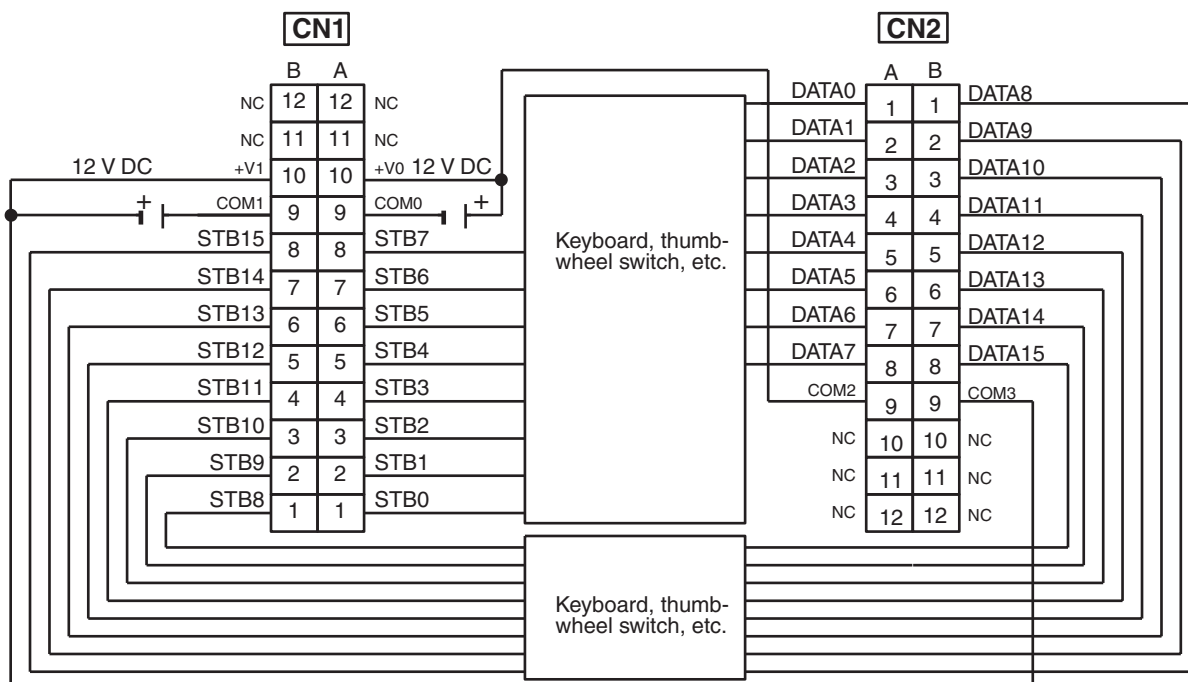 CN1 CN2
B A A B
NC 12 12 NC DATA0 1 1 DATA8
NC 11 11 NC DATA1 2 2 DATA9
12 V DC +V1 10 10 +V0 12 V DC DATA2 3 3 DATA10
+ COM1 9 9 COM0 + DATA3 4 4 DATA11
STB15 8 8 STB7 Keyboard, thumb- DATA4 5 5 DATA12
wheel switch, etc.
STB14 7 7 STB6 DATA5 6 6 DATA13
STB13 6 6 STB5 DATA6 7 7 DATA14
STB12 5 5 STB4 DATA7 8 8 DATA15
STB11 4 4 STB3 COM2 9 9 COM3
STB10 3 3 STB2 NC 10 10 NC
STB9 2 2 STB1 NC 11 11 NC
STB8 1 1 STB0 NC 12 12 NC
Keyboard, thumb-
wheel switch, etc.